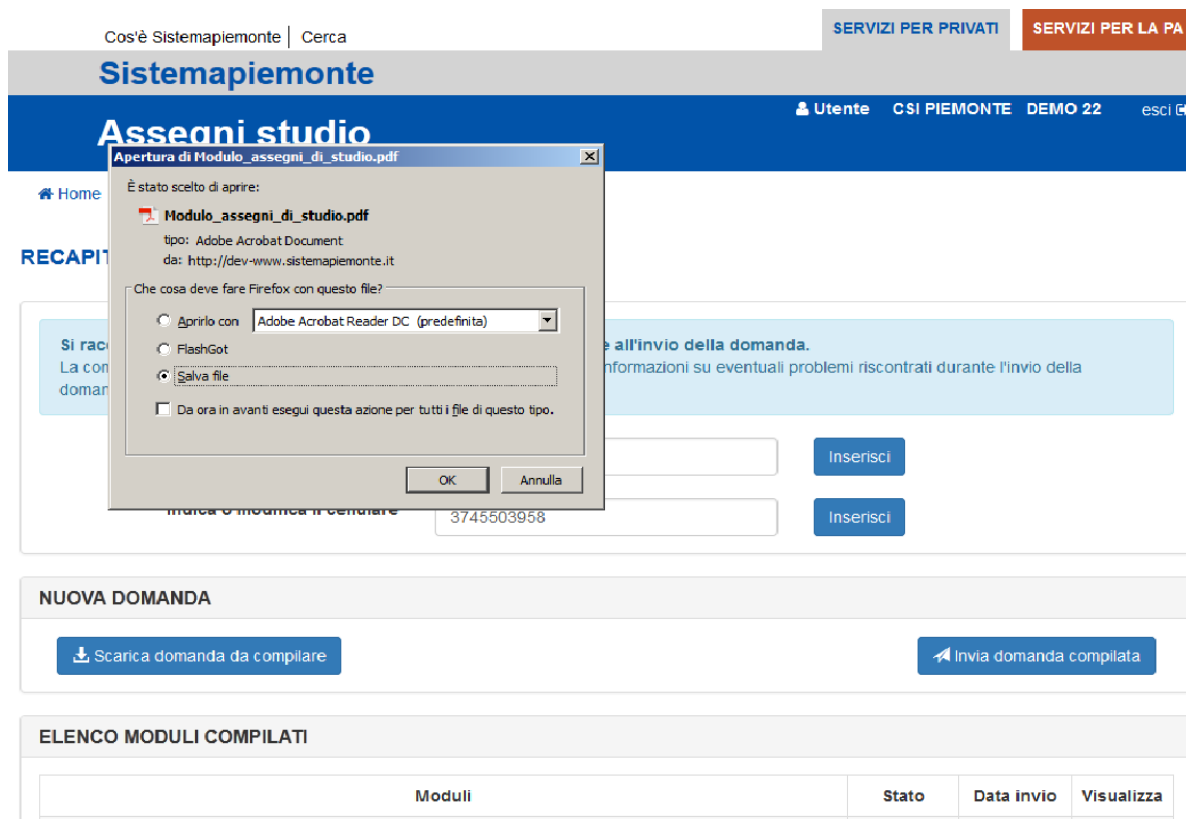 Cos'è Sistemapiemonte | Cerca
SERVIZI PER PRIVATI
SERVIZI PER LA PA
Sistemapiemonte
Utente CSI PIEMONTE DEMO 22 esci
Assegni studio
Apertura di Modulo_assegni_di_studio.pdf
Home
È stato scelto di aprire:
Modulo_assegni_di_studio.pdf
tipo: Adobe Acrobat Document
RECAPIT
da: http://dev-www.sistemapiemonte.it
Che cosa deve fare Firefox con questo file?
Aprirlo con Adobe Acrobat Reader DC (predefinita)
FlashGot
Salva file
Da ora in avanti esegui questa azione per tutti i file di questo tipo.
OK Annulla
Si rac e all'invio della domanda.
La con nformazioni su eventuali problemi riscontrati durante l'invio della
doman
Inserisci
Indica o modifica il cellulare 3745503958 Inserisci
NUOVA DOMANDA
Scarica domanda da compilare
Invia domanda compilata
ELENCO MODULI COMPILATI
Moduli Stato Data invio Visualizza